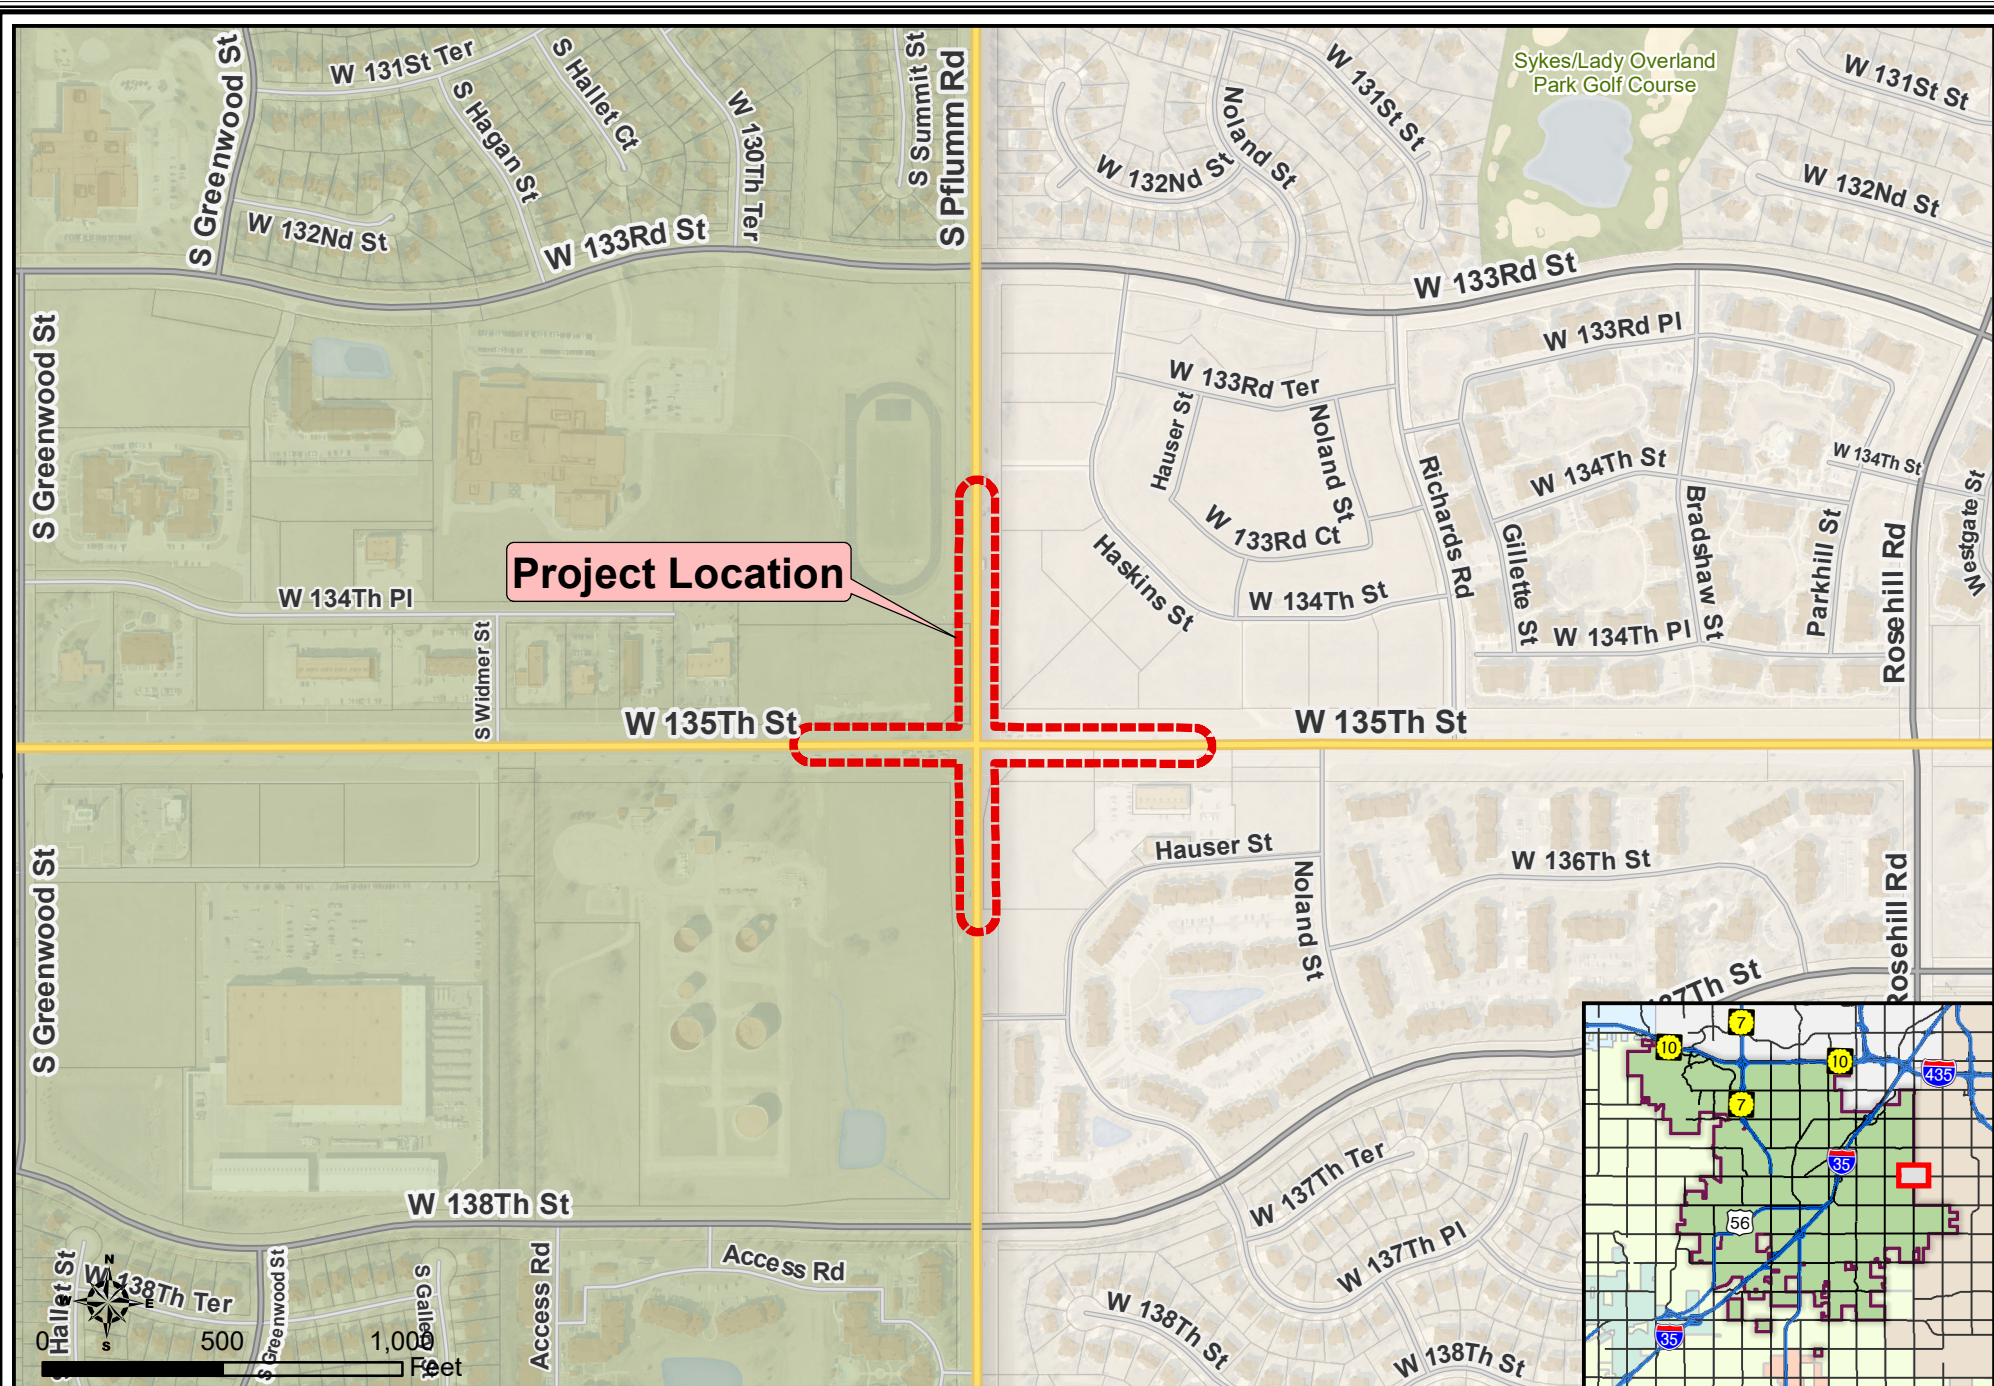 S Greenwood St
W 131St Ter
S Hallet Ct
S Hagan St
W 130Th Ter
S Summit St
S Pflumm Rd
W 132Nd St
W 133Rd St
Noland St
W 131St St
W 132Nd St
Sykes/Lady Overland
Park Golf Course
W 131St St
W 132Nd St
W 133Rd St
S Greenwood St
W 133Rd Pl
W 133Rd Ter
Hauser St
Noland St
W 133Rd Ct
Haskins St
W 134Th St
Richards Rd
W 134Th St
W 134Th St
Gillette St
Bradshaw St
Parkhill St
Rosehill Rd
Westgate St
W 134Th Pl
Project Location
W 134Th Pl
S Widmer St
W 135Th St
W 135Th St
Hauser St
Noland St
W 136Th St
Rosehill Rd
S Greenwood St
37Th St
W 138Th St
W 137Th Ter
W 137Th Pl
W 138Th St
W 138Th St
Access Rd
Access Rd
S Hallet St
W 138Th Ter
S Greenwood St
N
W
E
S
0
500
1,000
Feet
7
10
10
435
7
35
56
35